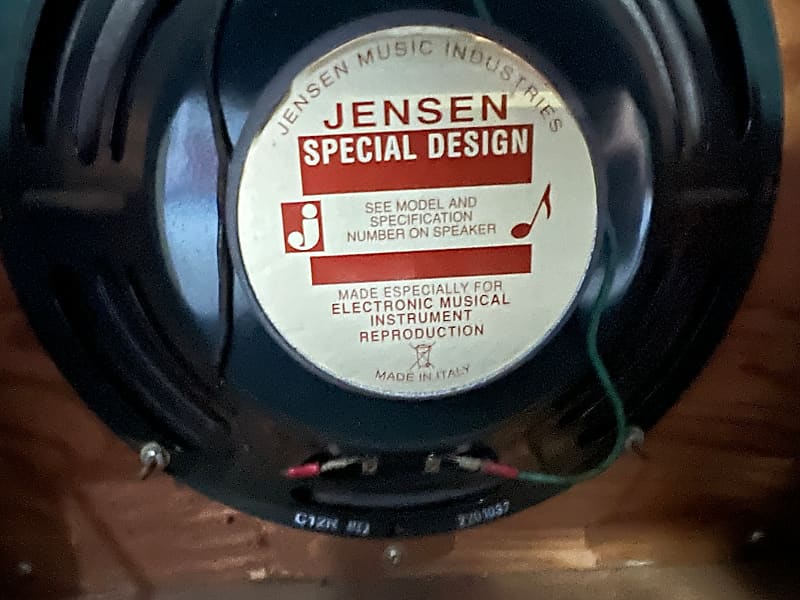 JENSEN MUSIC INDUSTRIES
JENSEN
SPECIAL DESIGN
j
SEE MODEL AND
SPECIFICATION
NUMBER ON SPEAKER
MADE ESPECIALLY FOR
ELECTRONIC MUSICAL
INSTRUMENT
REPRODUCTION
MADE IN ITALY
C12N 8Ω